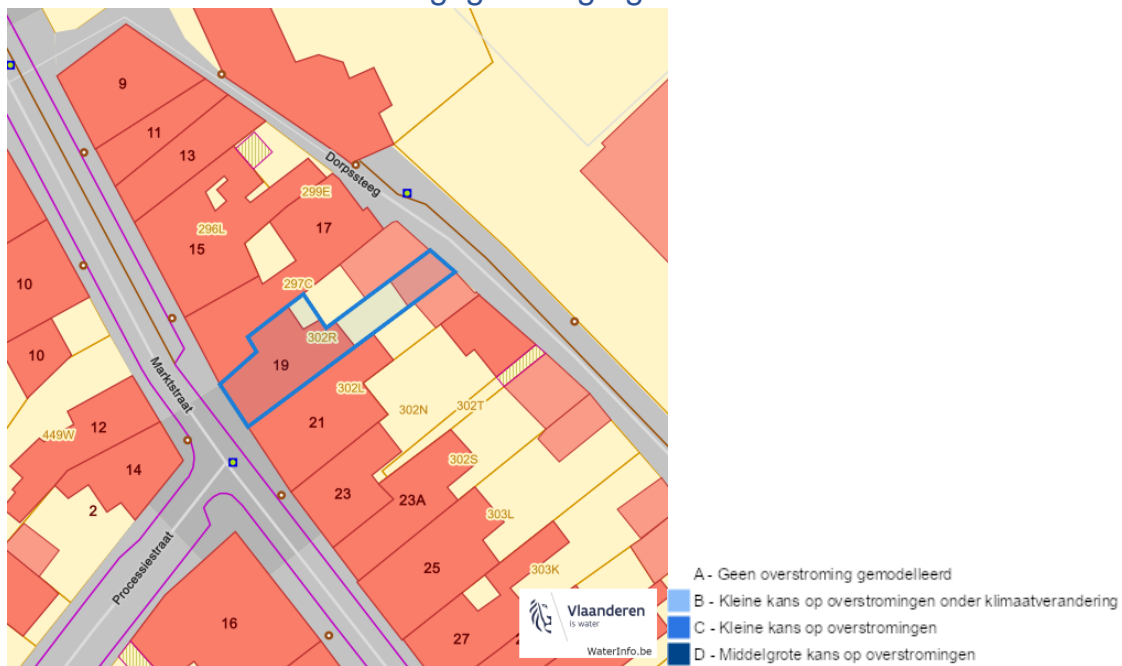 9
11
13
Dorpssteeg
299E
17
296L
15
10
297C
302R
19
10
Marktstraat
302L
302N
302T
12
449W
21
14
302S
23
23A
2
303L
Processiestraat
25
303K
16
27
Vlaanderen
is water
WaterInfo.be
A - Geen overstroming gemodelleerd
B - Kleine kans op overstromingen onder klimaatverandering
C - Kleine kans op overstromingen
D - Middelgrote kans op overstromingen